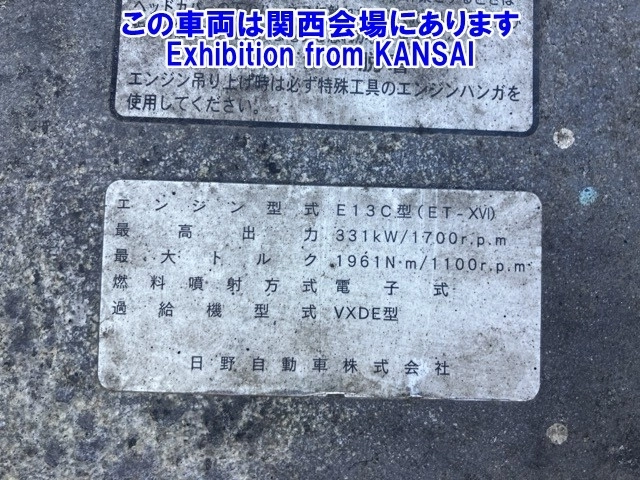 この車両は関西会場にあります
Exhibition from KANSAI
エンジン吊り上げ時は必ず特殊工具のエンジンハンガを
使用してください。
エンジン型式 E13C型(ET-XVI)
最高出力 331kW/1700r.p.m
最大トルク 1961N·m/1100r.p.m
燃料噴射方式 電子式
過給機型式 VXDE型
日野自動車株式会社